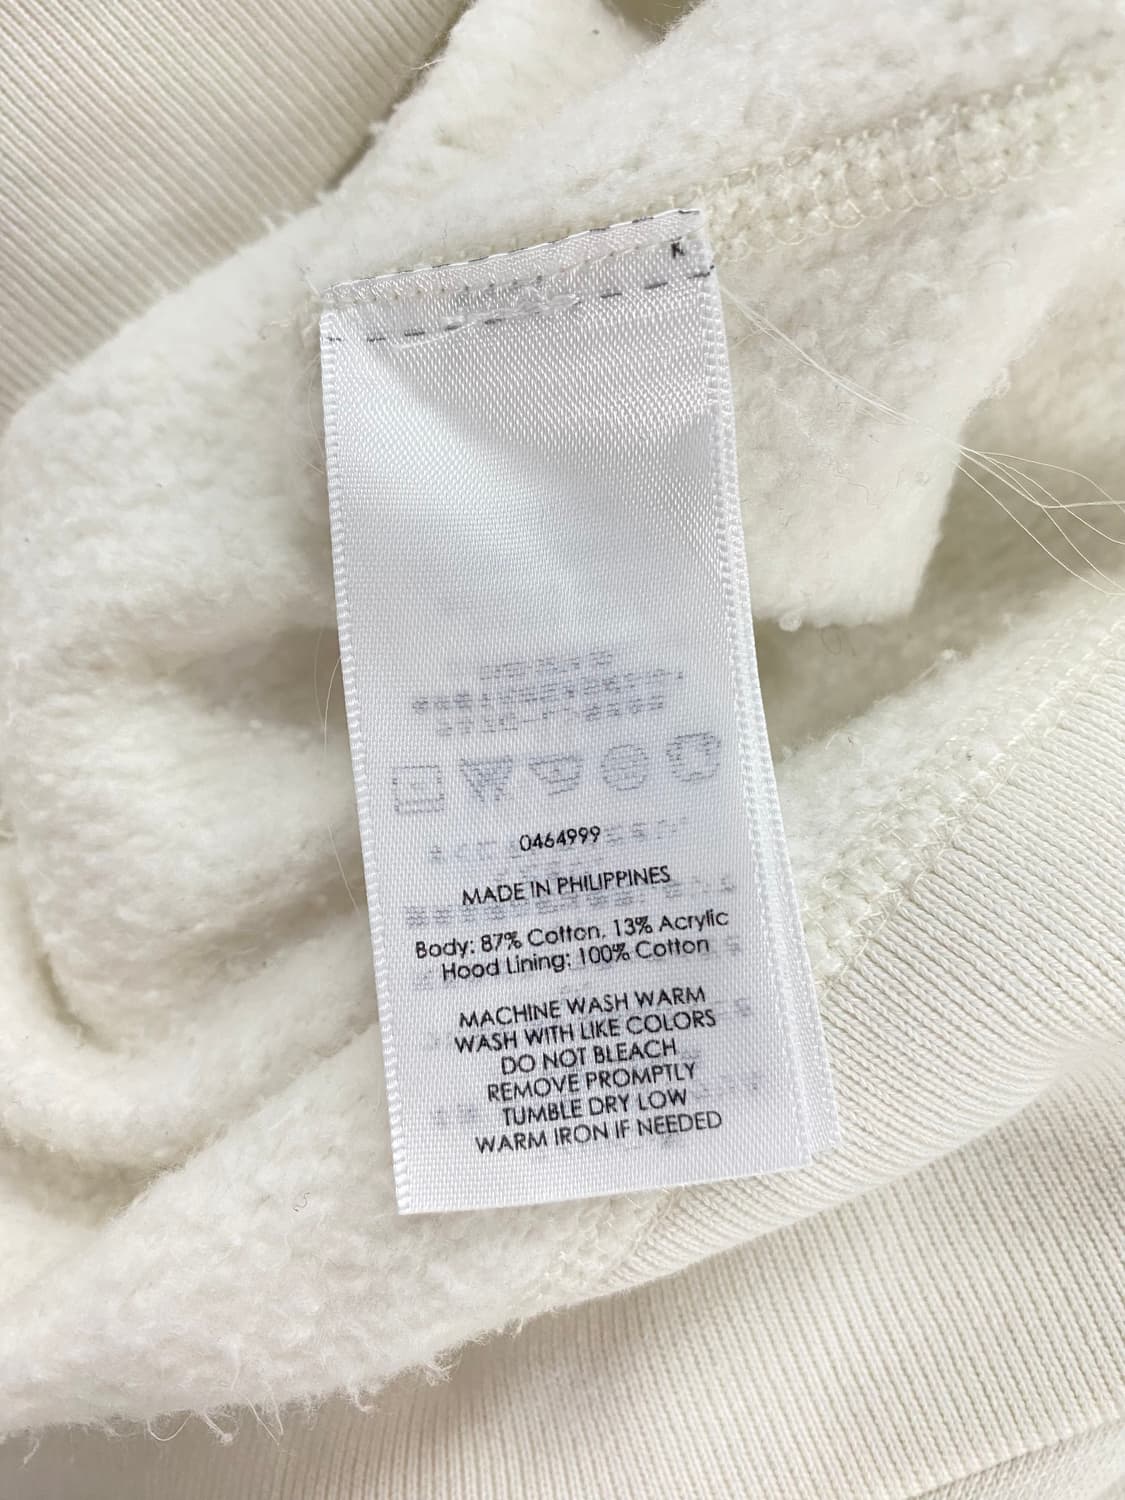 0464999
MADE IN PHILIPPINES
Body: 87% Cotton, 13% Acrylic
Hood Lining: 100% Cotton
MACHINE WASH WARM
WASH WITH LIKE COLORS
DO NOT BLEACH
REMOVE PROMPTLY
TUMBLE DRY LOW
WARM IRON IF NEEDED